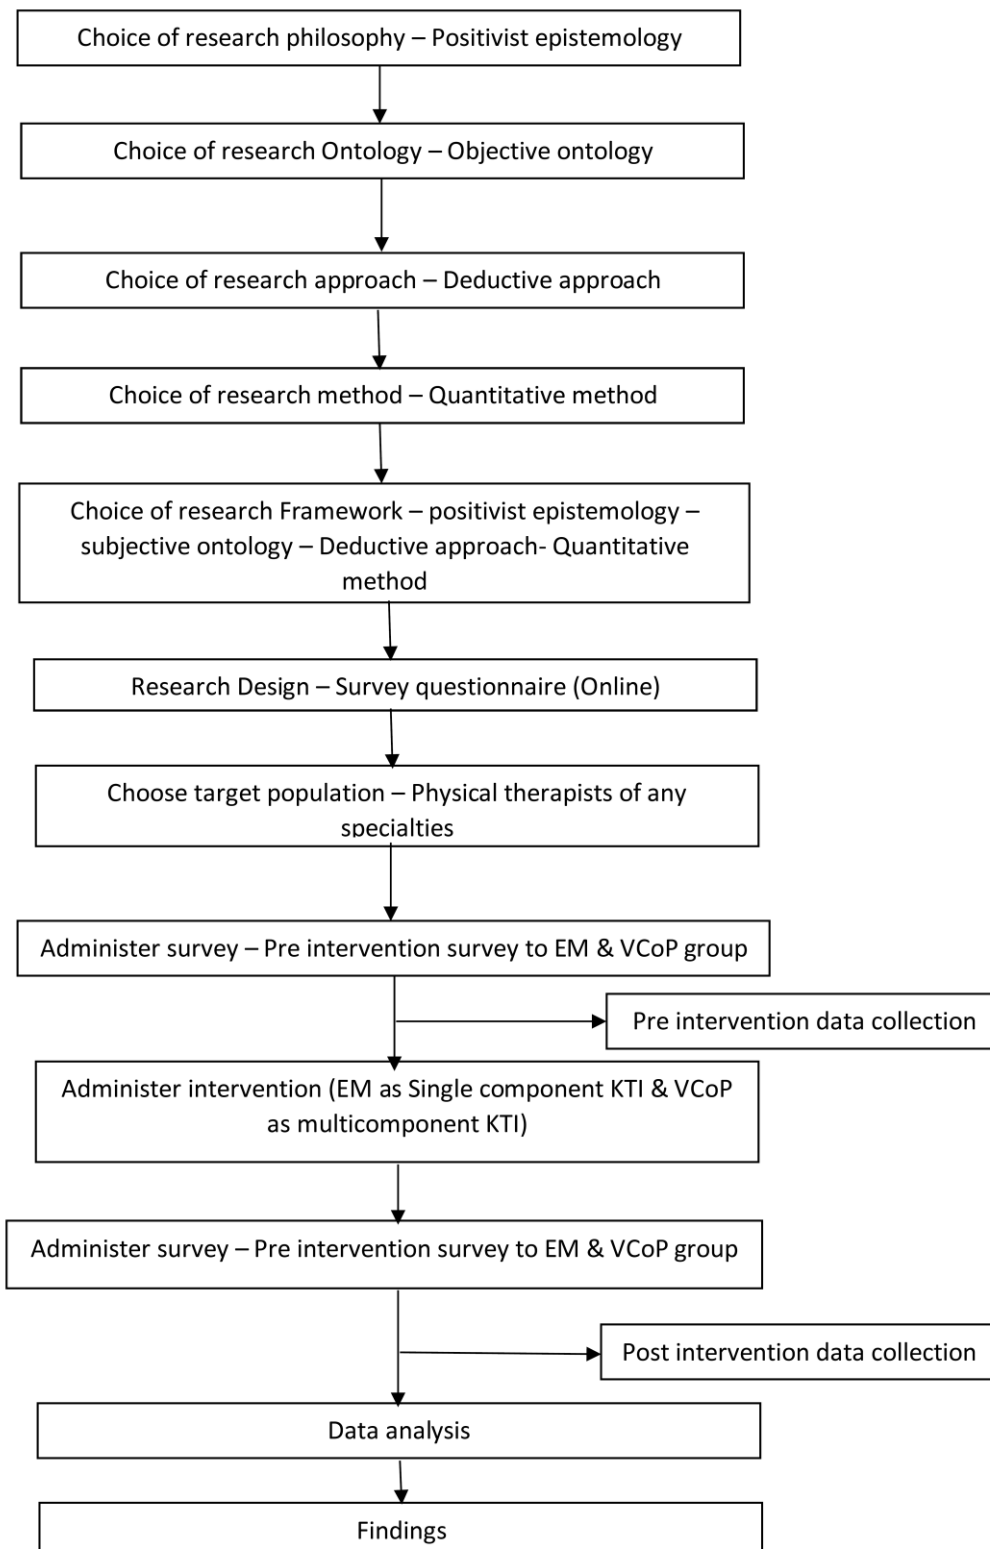 Choice of research philosophy – Positivist epistemology
Choice of research Ontology – Objective ontology
Choice of research approach – Deductive approach
Choice of research method – Quantitative method
Choice of research Framework – positivist epistemology –
subjective ontology – Deductive approach- Quantitative
method
Research Design – Survey questionnaire (Online)
Choose target population – Physical therapists of any
specialties
Administer survey – Pre intervention survey to EM & VCoP group
Pre intervention data collection
Administer intervention (EM as Single component KTI & VCoP
as multicomponent KTI)
Administer survey – Pre intervention survey to EM & VCoP group
Post intervention data collection
Data analysis
Findings